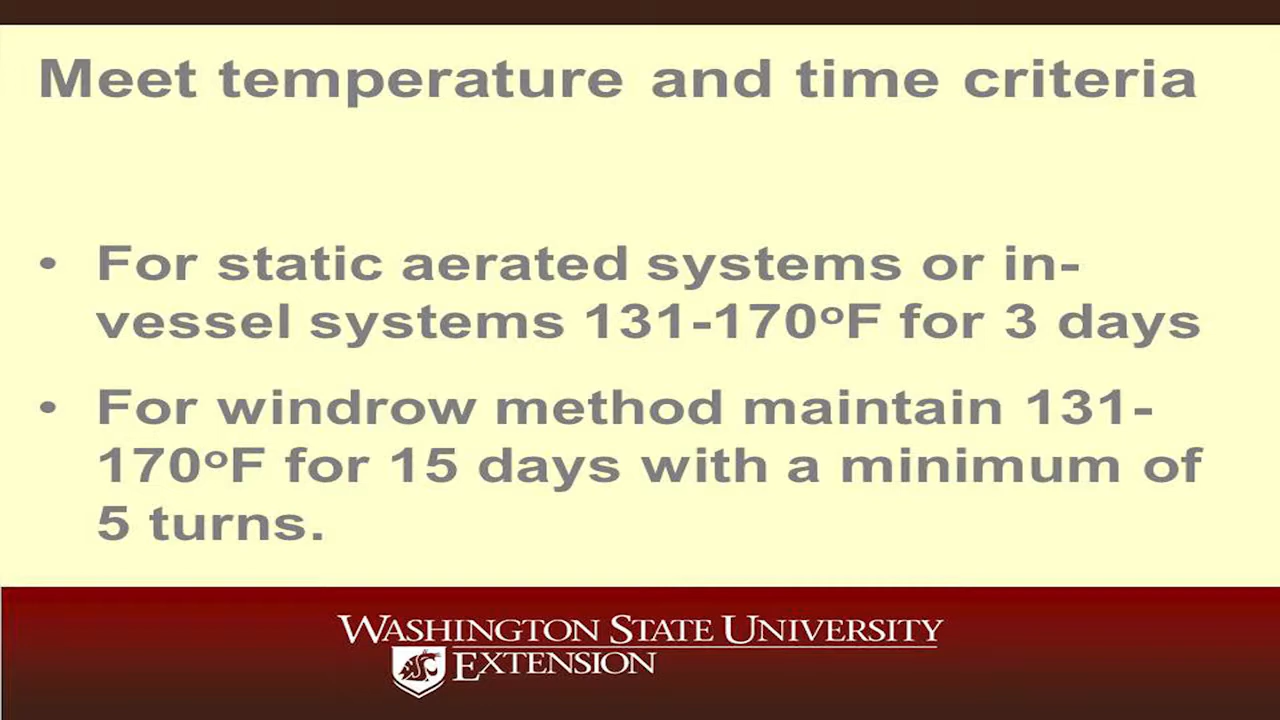 Meet temperature and time criteria
• For static aerated systems or in-
vessel systems 131-170ºF for 3 days
• For windrow method maintain 131-
170ºF for 15 days with a minimum of
5 turns.
WASHINGTON STATE UNIVERSITY
EXTENSION